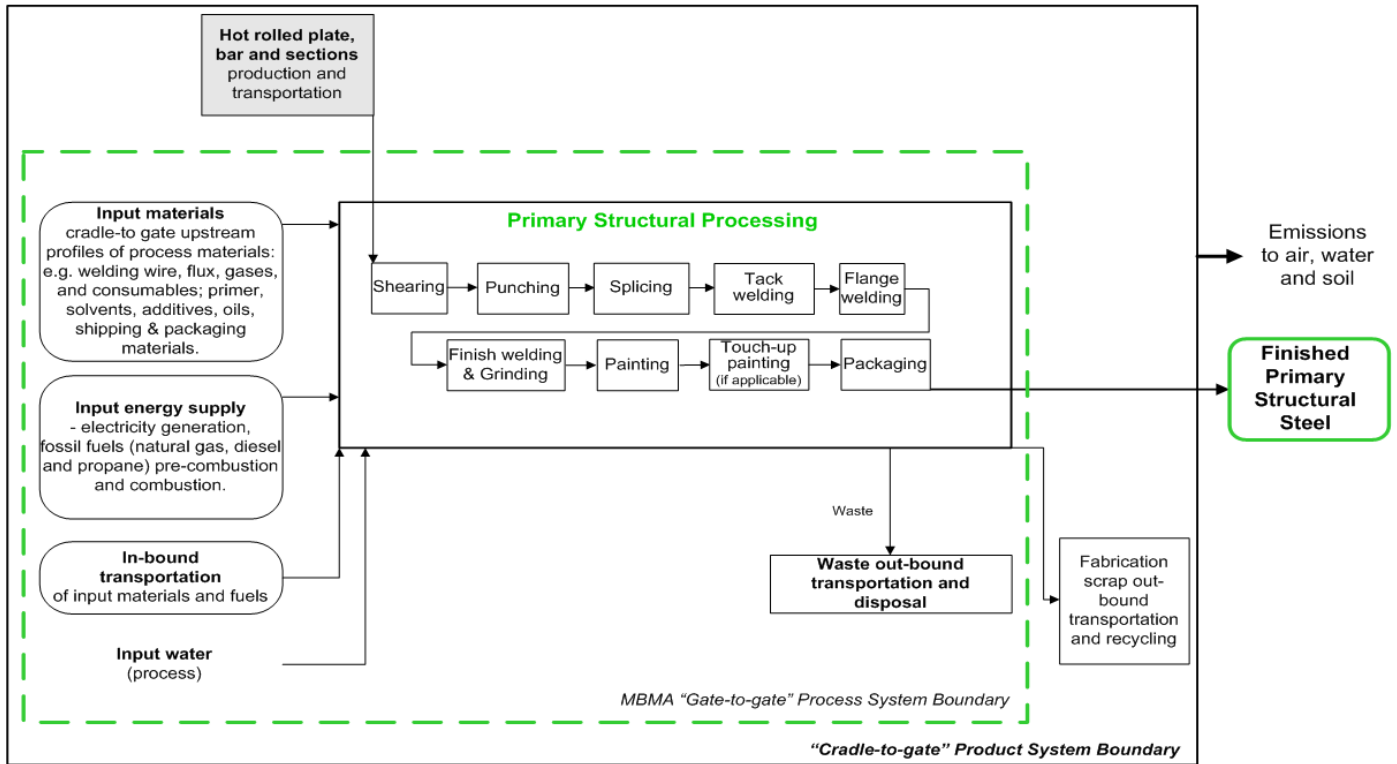 Hot rolled plate,
bar and sections
production and
transportation
Input materials
cradle-to gate upstream
profiles of process materials:
e.g. welding wire, flux, gases,
and consumables; primer,
solvents, additives, oils,
shipping & packaging
materials.
Input energy supply
- electricity generation,
fossil fuels (natural gas, diesel
and propane) pre-combustion
and combustion.
In-bound
transportation
of input materials and fuels
Input water
(process)
Primary Structural Processing
Shearing
Punching
Splicing
Tack
welding
Flange
welding
Finish welding
& Grinding
Painting
Touch-up
painting
(if applicable)
Packaging
Waste
Waste out-bound
transportation and
disposal
Fabrication
scrap out-
bound
transportation
and recycling
Emissions
to air, water
and soil
Finished
Primary
Structural
Steel
MBMA “Gate-to-gate” Process System Boundary
“Cradle-to-gate” Product System Boundary